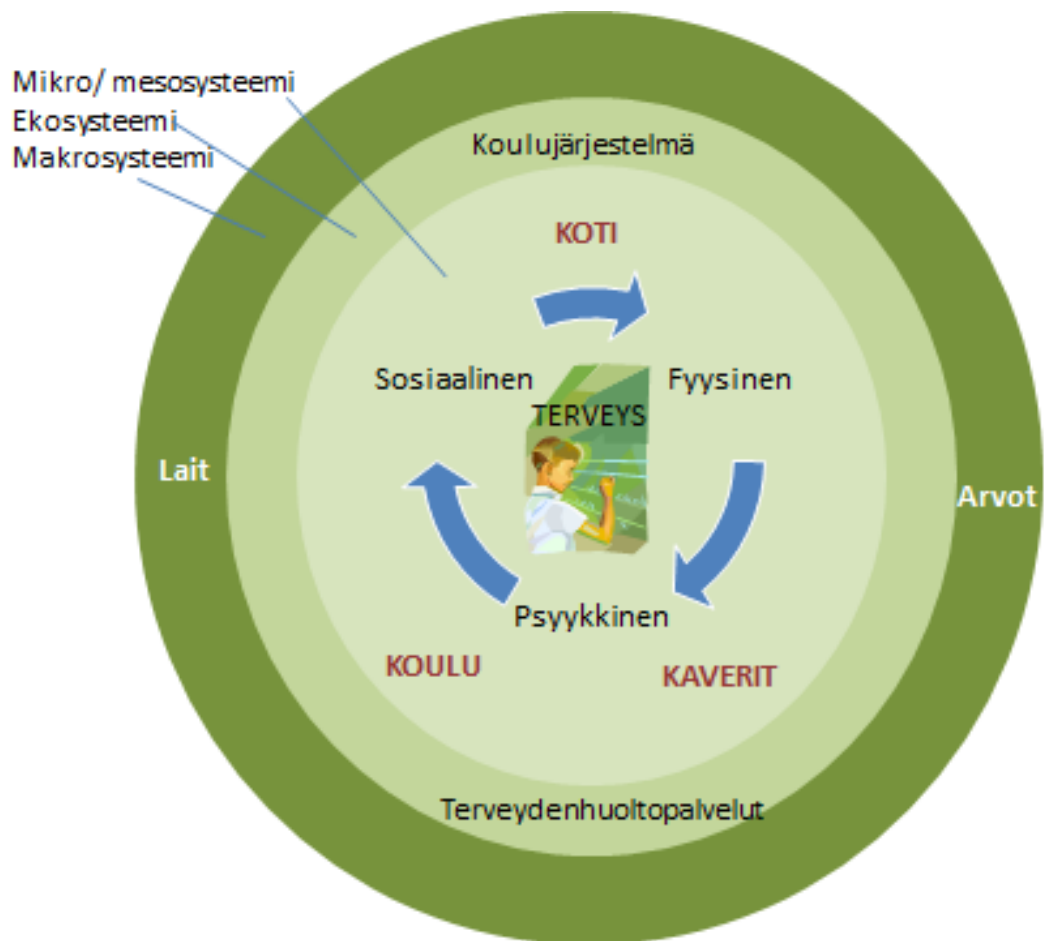 Mikro/ mesosysteemi
Ekosysteemi
Makrosysteemi
Koulujärjestelmä
KOTI
Sosiaalinen
Fyysinen
TERVEYS
Lait
Arvot
Psyykkinen
KOULU
KAVERIT
Terveydenhuoltopalvelut